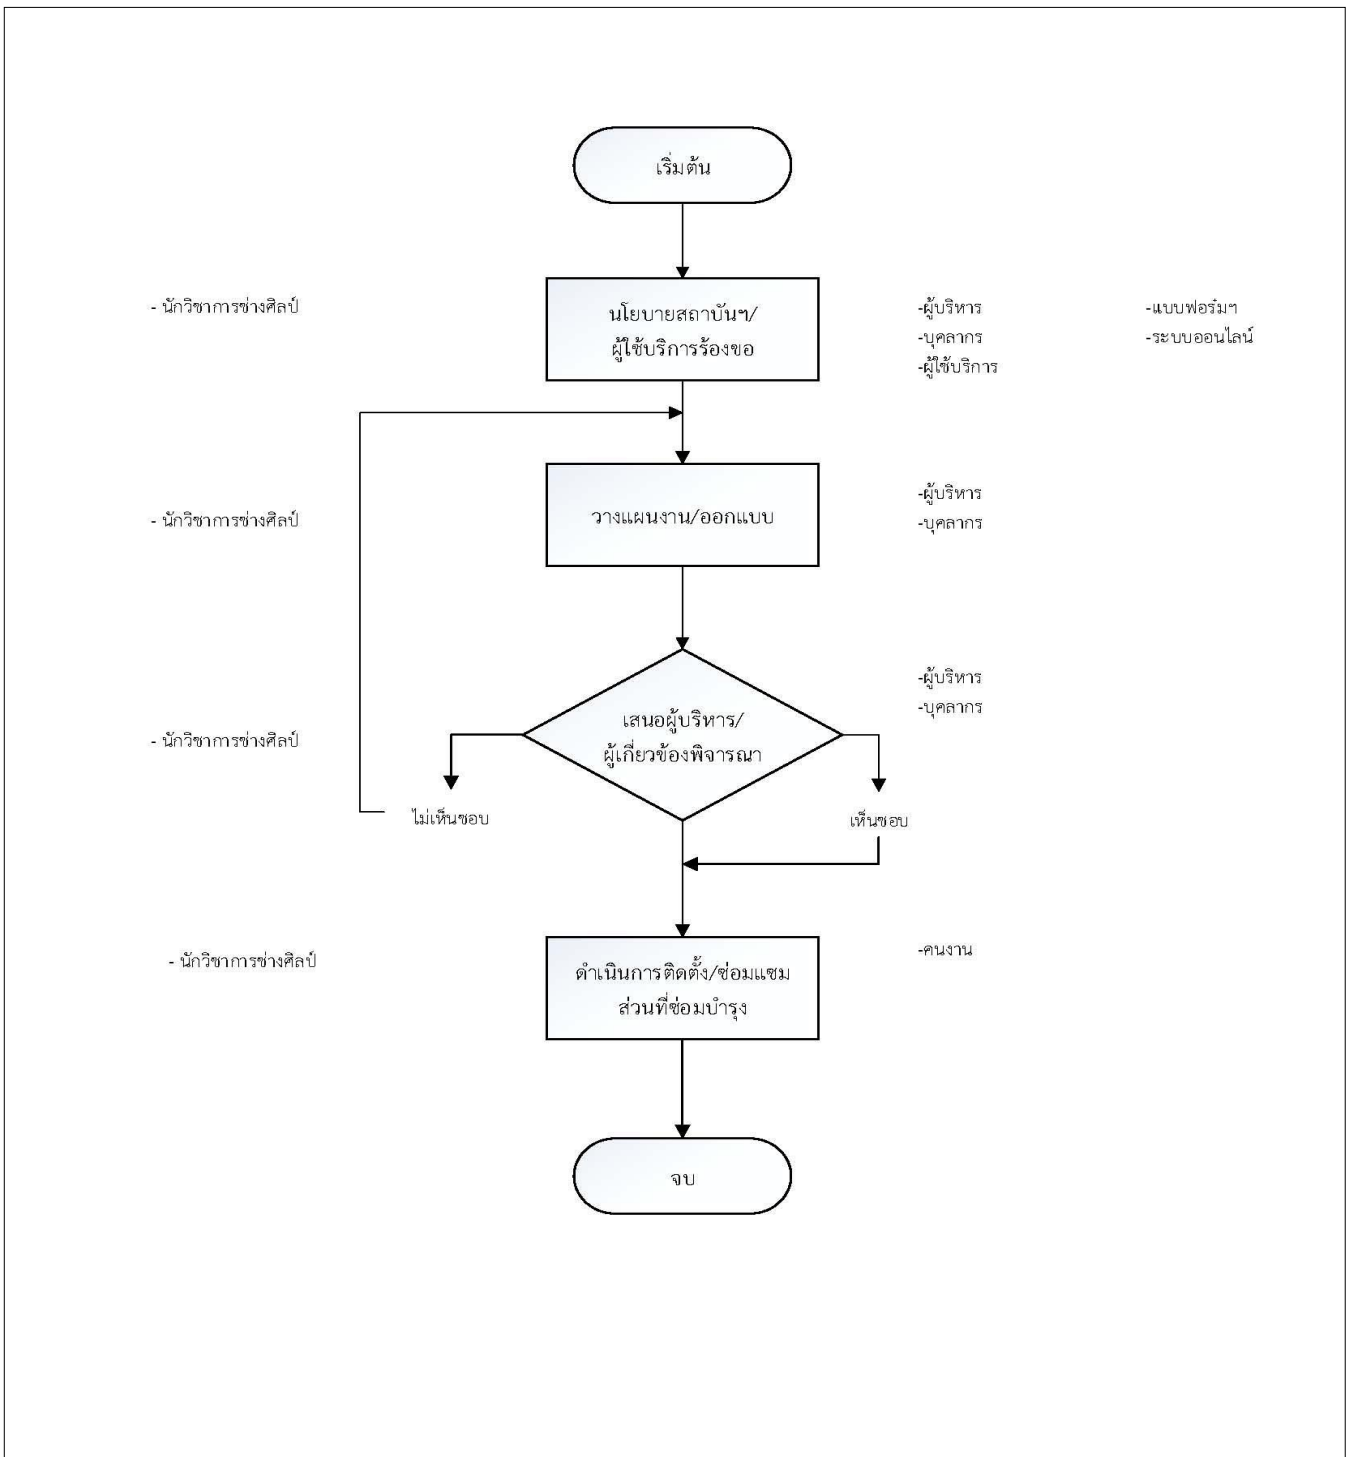 เริ่มต้น
- นักวิชาการช่างศิลป์
นโยบายสถาบันฯ/
ผู้ใช้บริการร้องขอ
-ผู้บริหาร
-บุคลากร
-ผู้ใช้บริการ
-แบบฟอร์มฯ
-ระบบออนไลน์
- นักวิชาการช่างศิลป์
วางแผนงาน/ออกแบบ
-ผู้บริหาร
-บุคลากร
- นักวิชาการช่างศิลป์
เสนอผู้บริหาร/
ผู้เกี่ยวข้องพิจารณา
-ผู้บริหาร
-บุคลากร
ไม่เห็นชอบ
เห็นชอบ
- นักวิชาการช่างศิลป์
ดำเนินการติดตั้ง/ซ่อมแซม
ส่วนที่ซ่อมบำรุง
-คนงาน
จบ